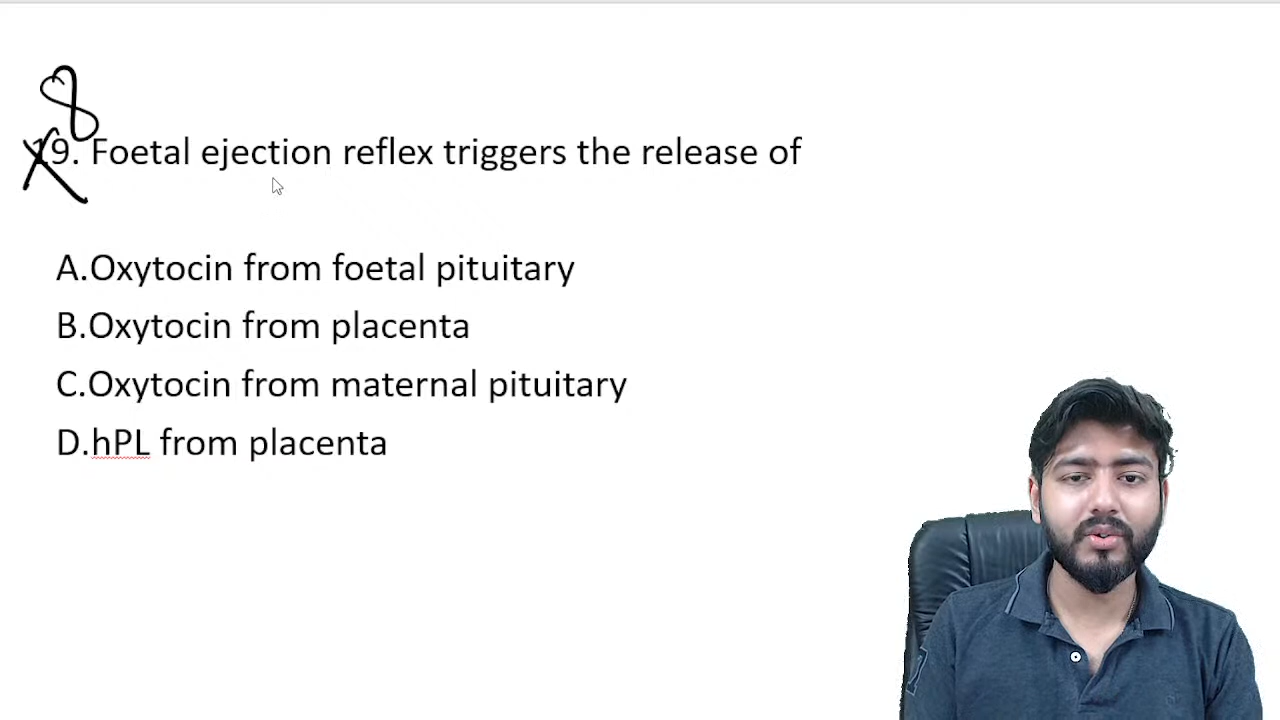 8
19. Foetal ejection reflex triggers the release of
A.Oxytocin from foetal pituitary
B.Oxytocin from placenta
C.Oxytocin from maternal pituitary
D.hPL from placenta